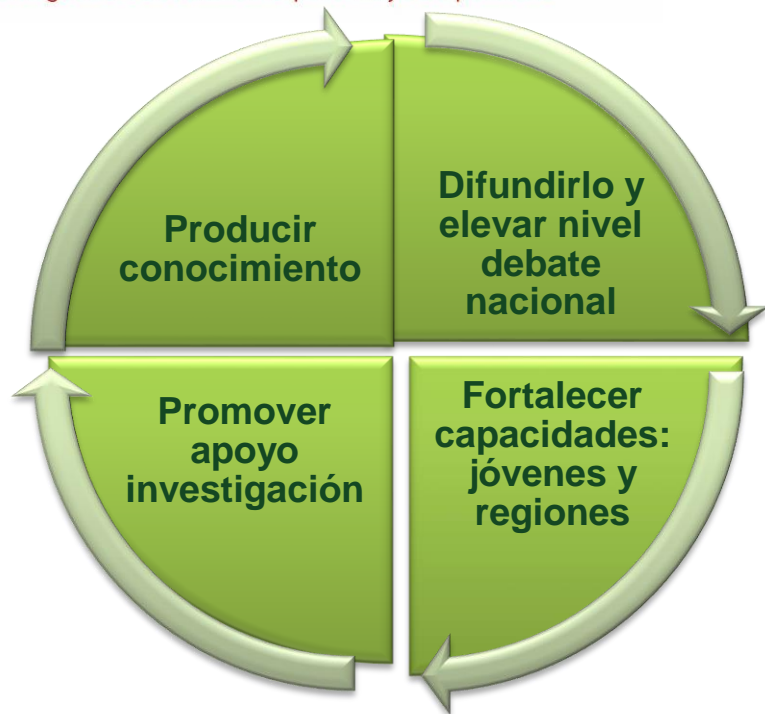 Producir
conocimiento
Difundirlo y
elevar nivel
debate
nacional
Promover
apoyo
investigación
Fortalecer
capacidades:
jóvenes y
regiones